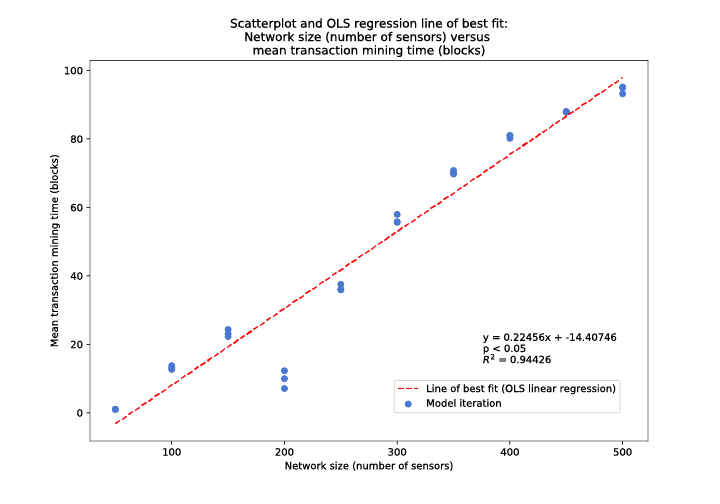 Scatterplot and OLS regression line of best fit:
Network size (number of sensors) versus
mean transaction mining time (blocks)
Mean transaction mining time (blocks)
100
80
60
40
20
0
y = 0.22456x + -14.40746
p < 0.05
R² = 0.94426
Line of best fit (OLS linear regression)
Model iteration
100
200
300
400
500
Network size (number of sensors)